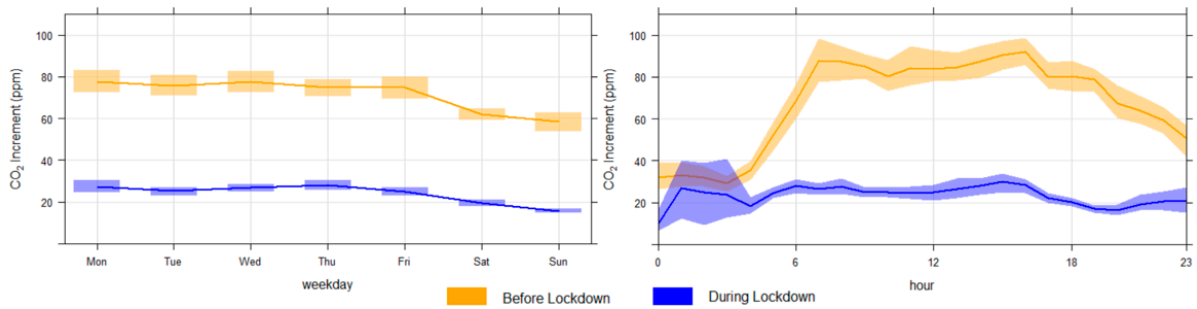 100
80
60
40
20
CO2 Increment (ppm)
Mon Tue Wed Thu Fri Sat Sun
weekday
100
80
60
40
20
CO2 Increment (ppm)
0 6 12 18 23
hour
Before Lockdown During Lockdown